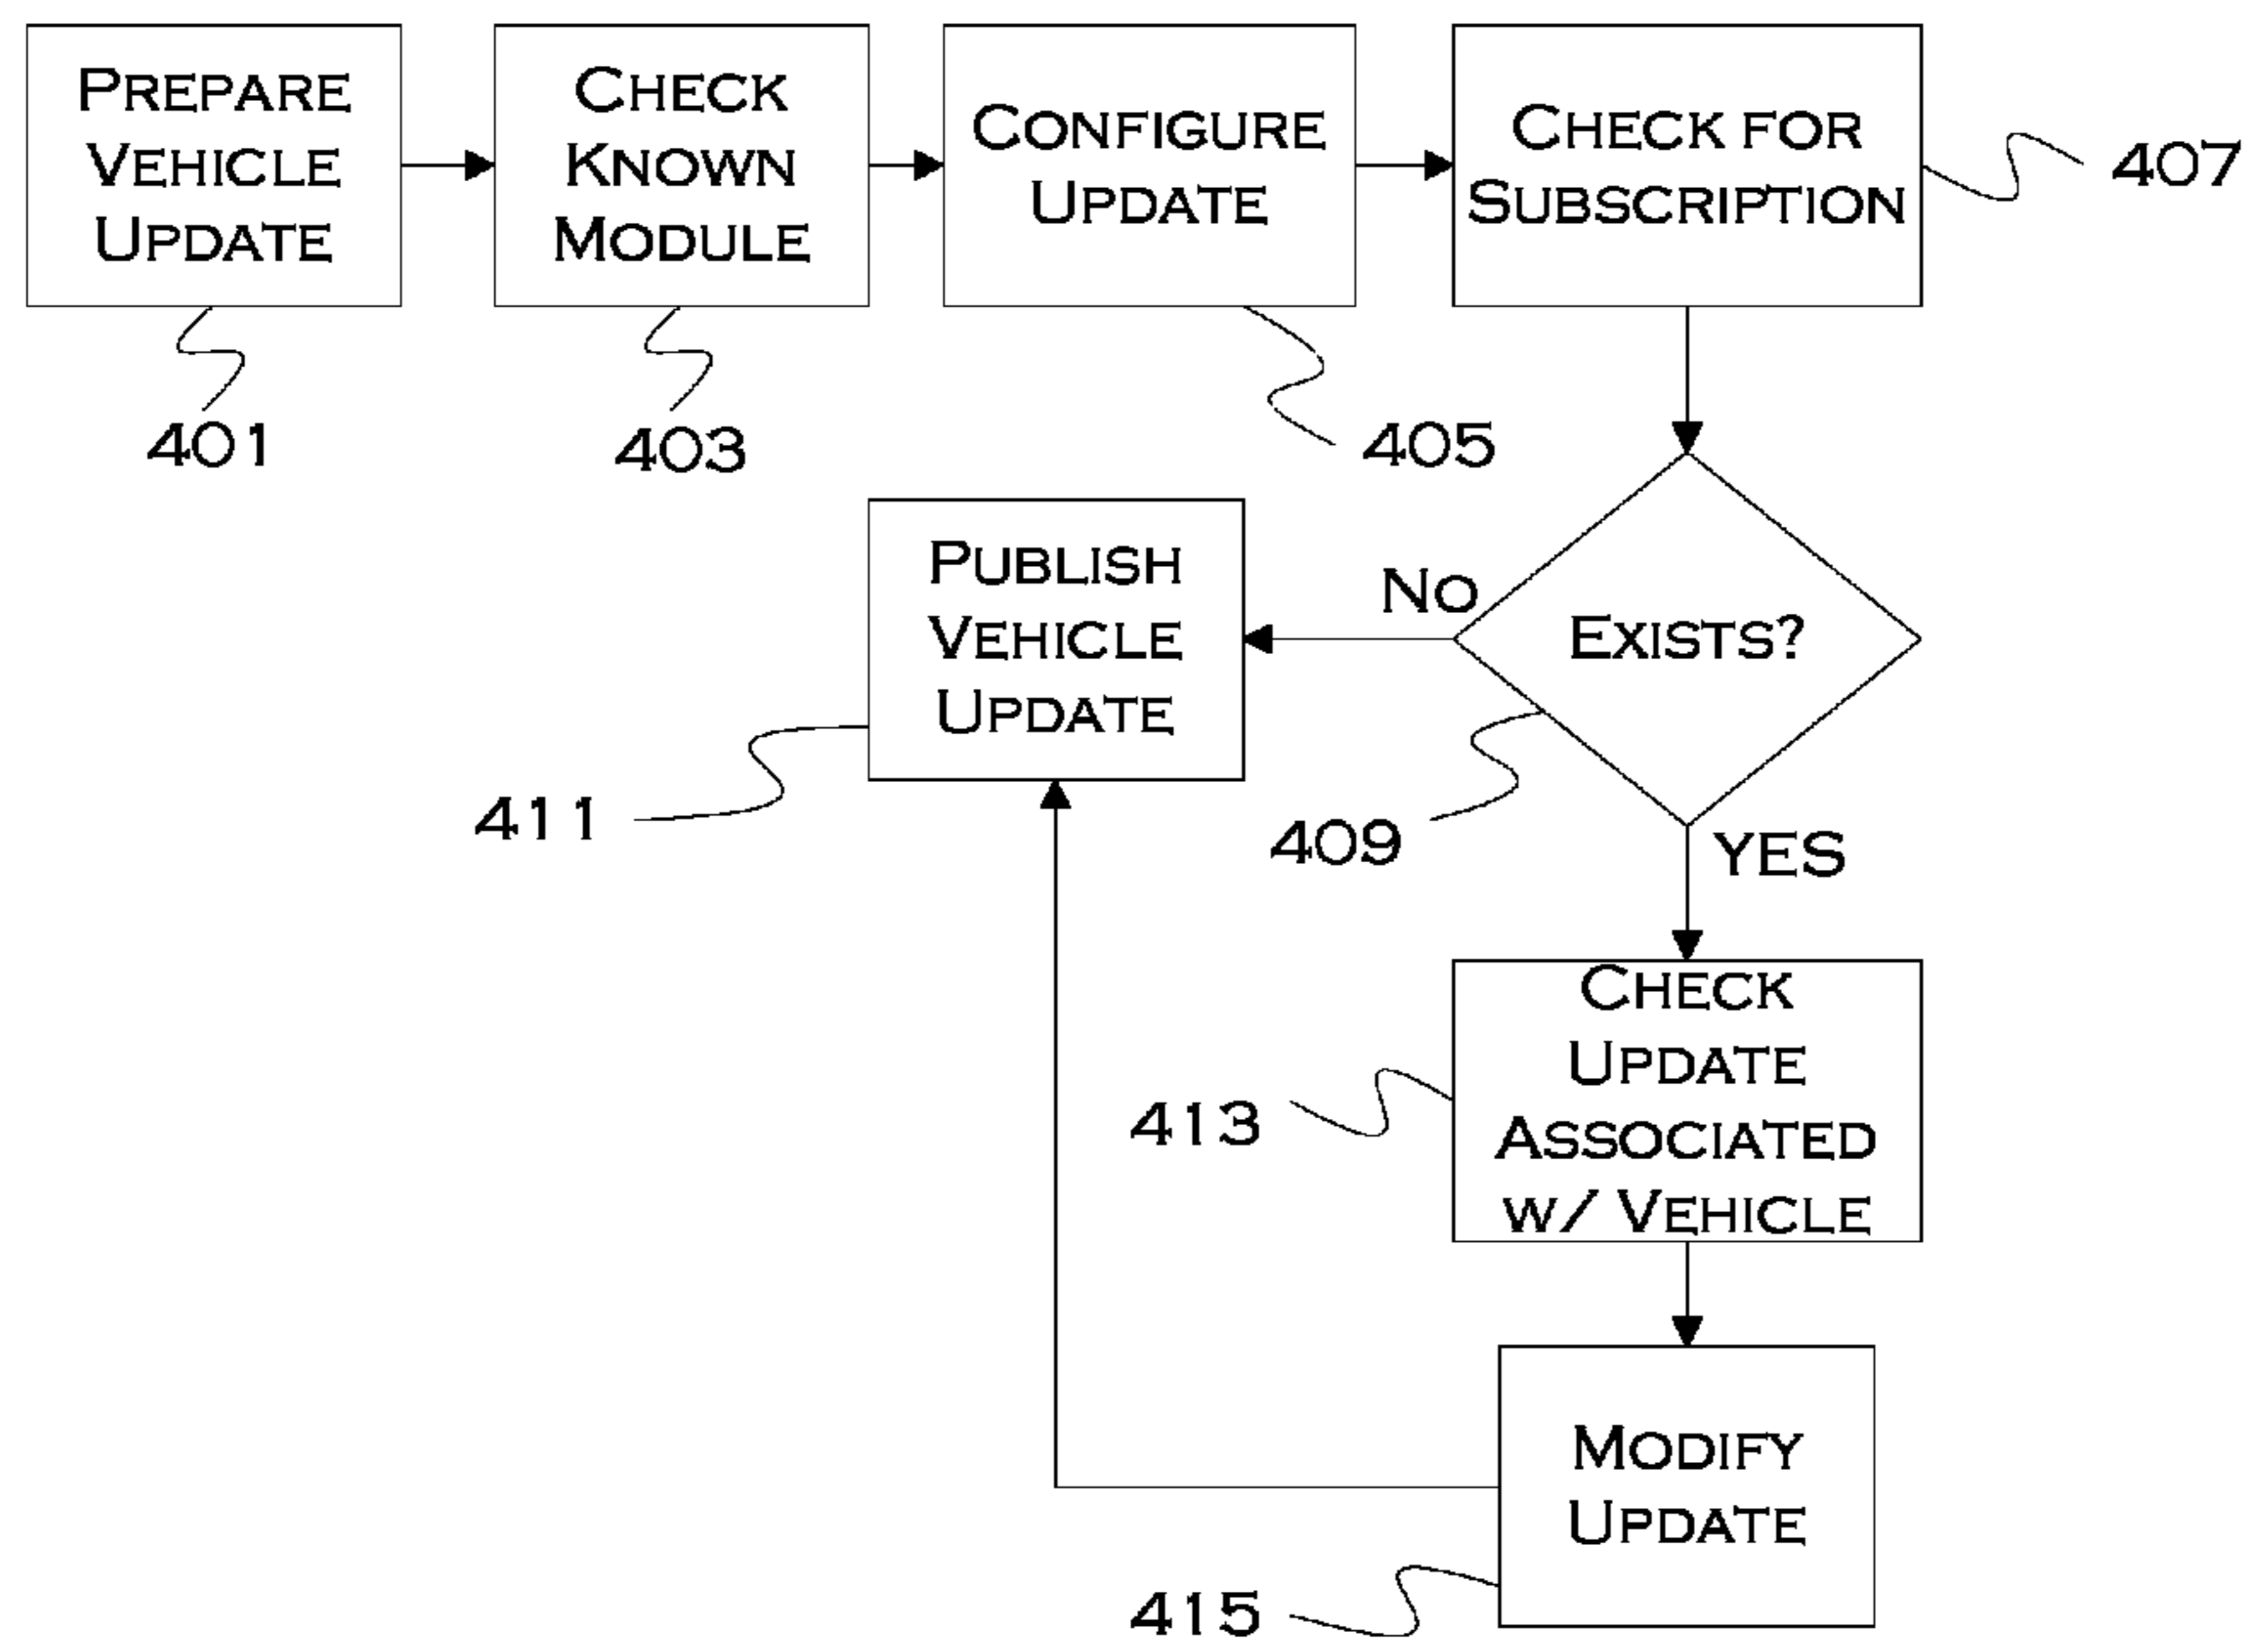 PREPARE
VEHICLE
UPDATE
CHECK
KNOWN
MODULE
CONFIGURE
UPDATE
CHECK FOR
SUBSCRIPTION
407
401
403
405
PUBLISH
VEHICLE
UPDATE
NO
EXISTS?
411
409
YES
CHECK
UPDATE
ASSOCIATED
W/ VEHICLE
413
MODIFY
UPDATE
415